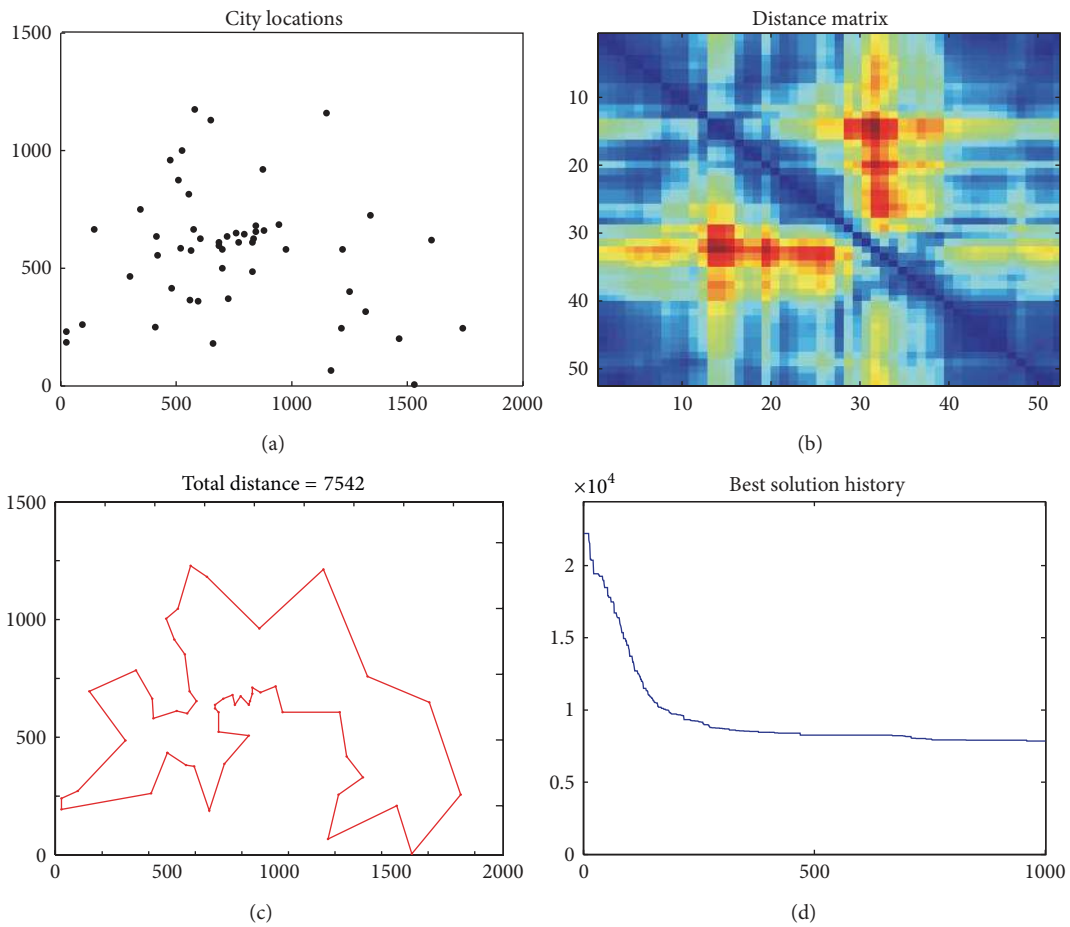 City locations
1500
1000
500
0
0 500 1000 1500 2000
(a)
Distance matrix
10
20
30
40
50
10 20 30 40 50
(b)
Total distance = 7542
1500
1000
500
0
0 500 1000 1500 2000
(c)
Best solution history
×10⁴
2
1.5
1
0.5
0
0 500 1000
(d)